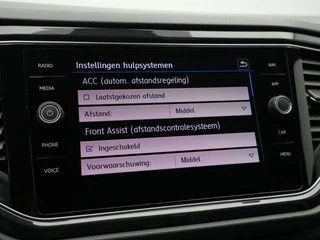 Instellingen hulpsystemen
RADIO
NAV
ACC (autom. afstandsregeling)
MEDIA
Laatstgekozen afstand
APP
Afstand: Middel
Front Assist (afstandscontrolesysteem)
CAR
PHONE
Ingeschakeld
MENU
VOICE
Voorwaarschuwing: Middel